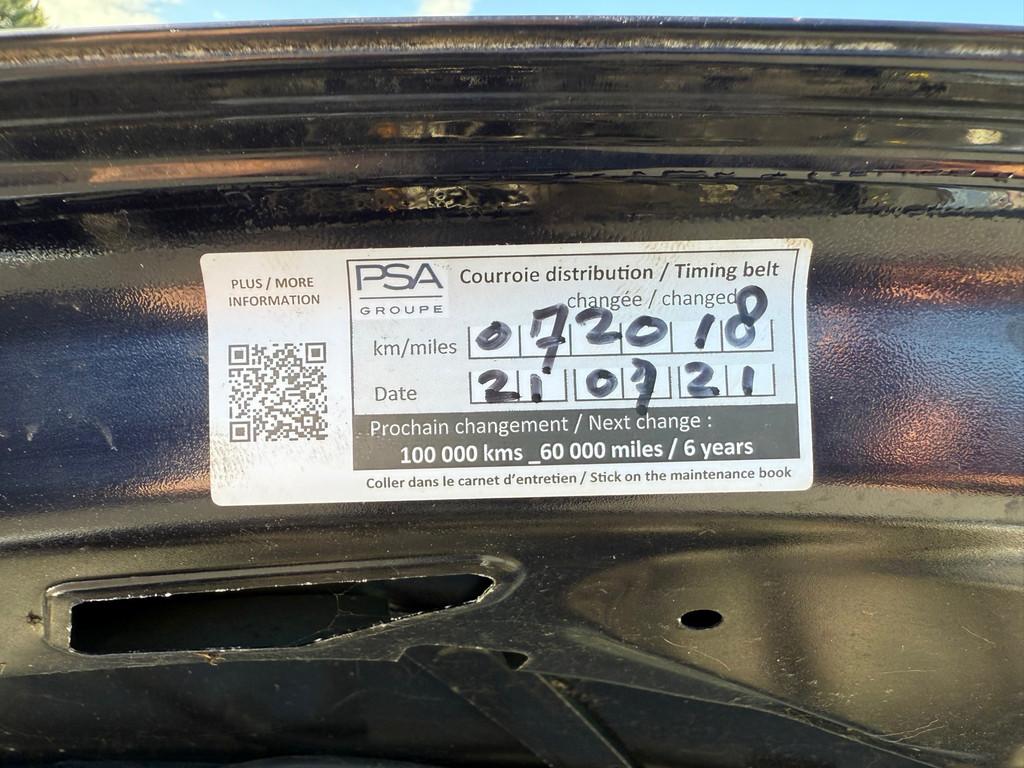 PLUS / MORE
INFORMATION
PSA
GROUPE
Courroie distribution / Timing belt
changée / changed
km/miles 072018
Date 21 07 21
Prochain changement / Next change :
100 000 kms _60 000 miles / 6 years
Coller dans le carnet d'entretien / Stick on the maintenance book